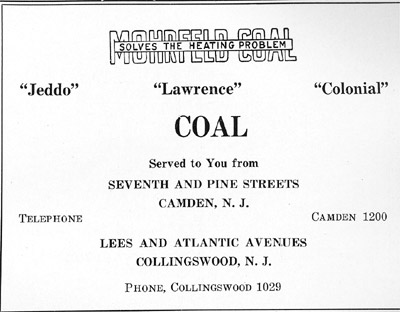 MOHRFELD COAL
SOLVES THE HEATING PROBLEM
"Jeddo" "Lawrence" "Colonial"
COAL
Served to You from
SEVENTH AND PINE STREETS
CAMDEN, N. J.
TELEPHONE CAMDEN 1200
LEES AND ATLANTIC AVENUES
COLLINGSWOOD, N. J.
PHONE, COLLINGSWOOD 1029